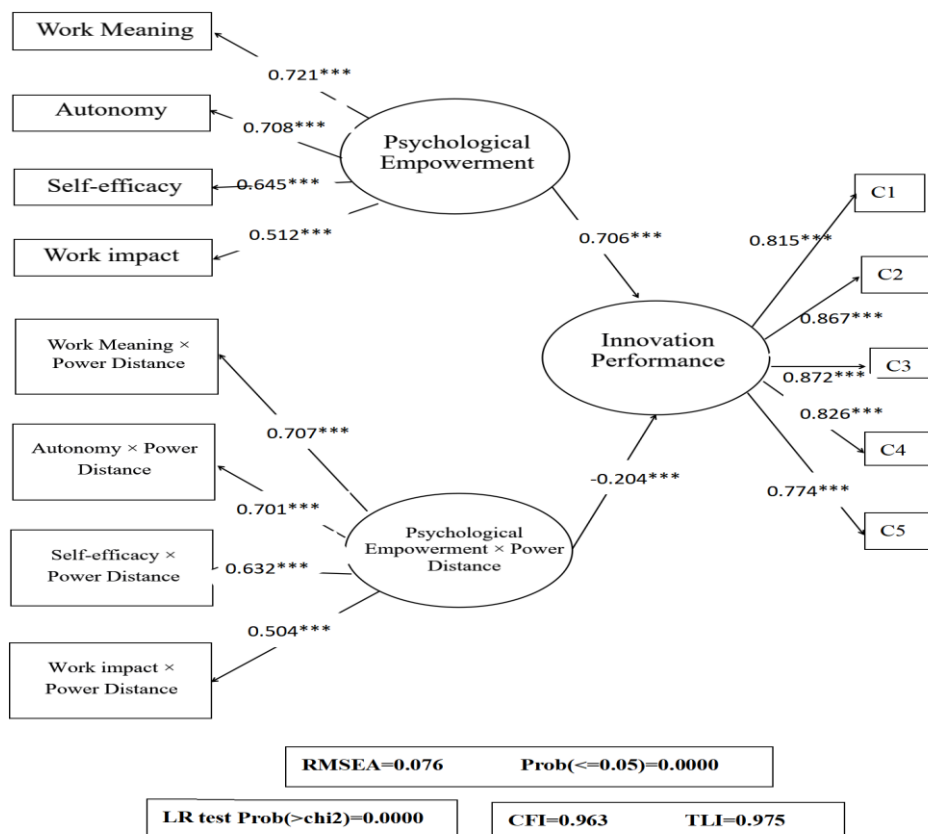 Work Meaning
0.721***
Autonomy
0.708***
Psychological
Empowerment
Self-efficacy
0.645***
Work impact
0.512***
0.706***
C1
0.815***
C2
0.867***
Innovation
Performance
C3
0.872***
0.826***
C4
0.774***
C5
Work Meaning ×
Power Distance
0.707***
Autonomy × Power
Distance
0.701***
-0.204***
Psychological
Empowerment × Power
Distance
Self-efficacy ×
Power Distance
0.632***
0.504***
Work impact ×
Power Distance
RMSEA=0.076 Prob(<=0.05)=0.0000
LR test Prob(>chi2)=0.0000
CFI=0.963 TLI=0.975